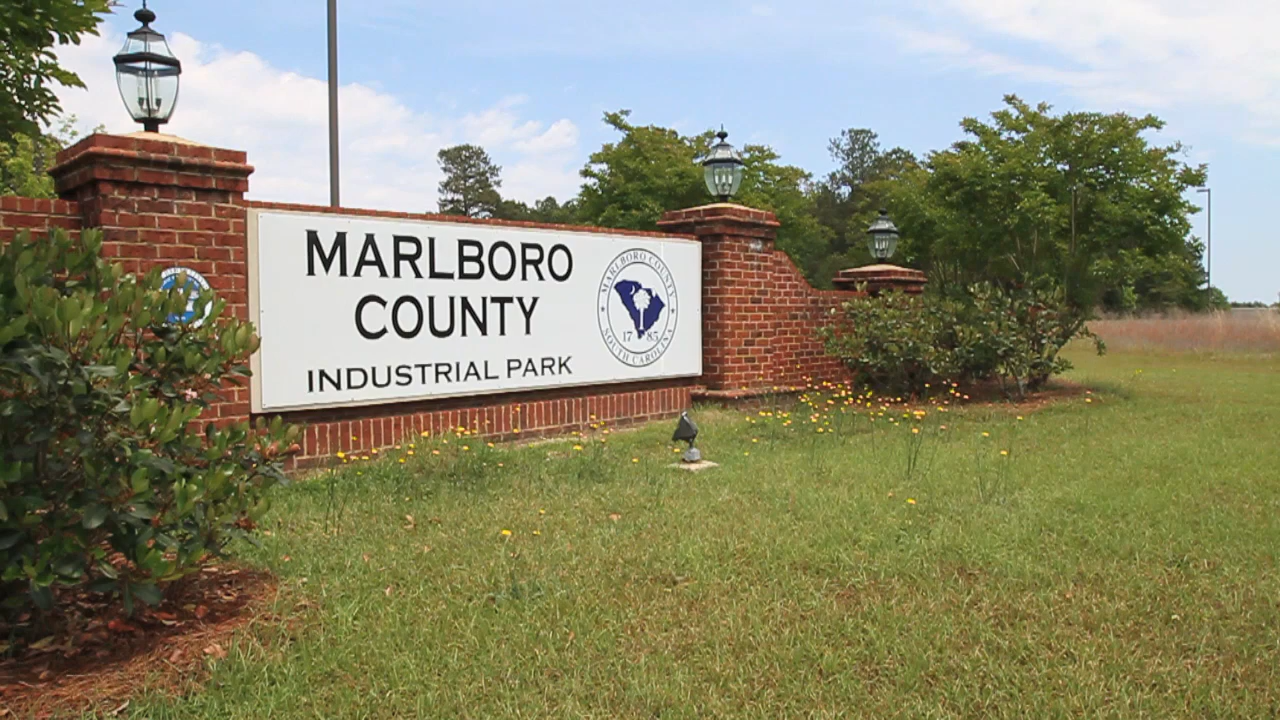 MARLBORO
COUNTY
INDUSTRIAL PARK
MARLBORO COUNTY
17 85
SOUTH CAROLINA